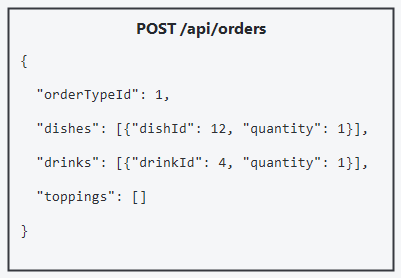 POST /api/orders
{
"orderTypeId": 1,
"dishes": [{"dishId": 12, "quantity": 1}],
"drinks": [{"drinkId": 4, "quantity": 1}],
"toppings": []
}